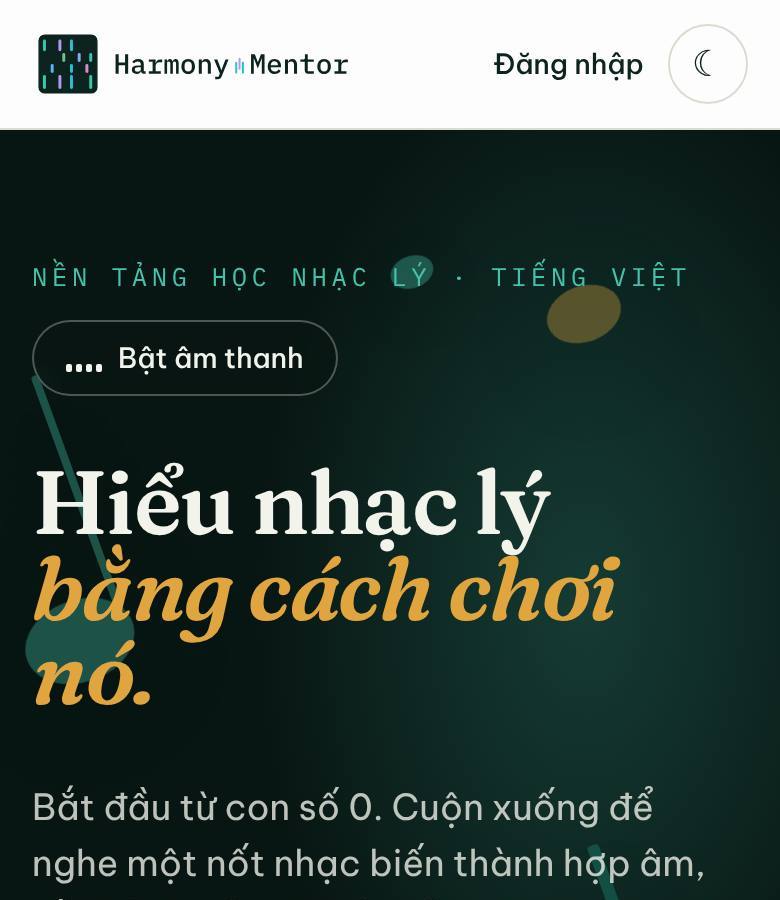 Harmony Mentor
Đăng nhập
NỀN TẢNG HỌC NHẠC LÝ · TIẾNG VIỆT
Bật âm thanh
Hiểu nhạc lý
bằng cách chơi
nó.
Bắt đầu từ con số 0. Cuộn xuống để
nghe một nốt nhạc biến thành hợp âm,